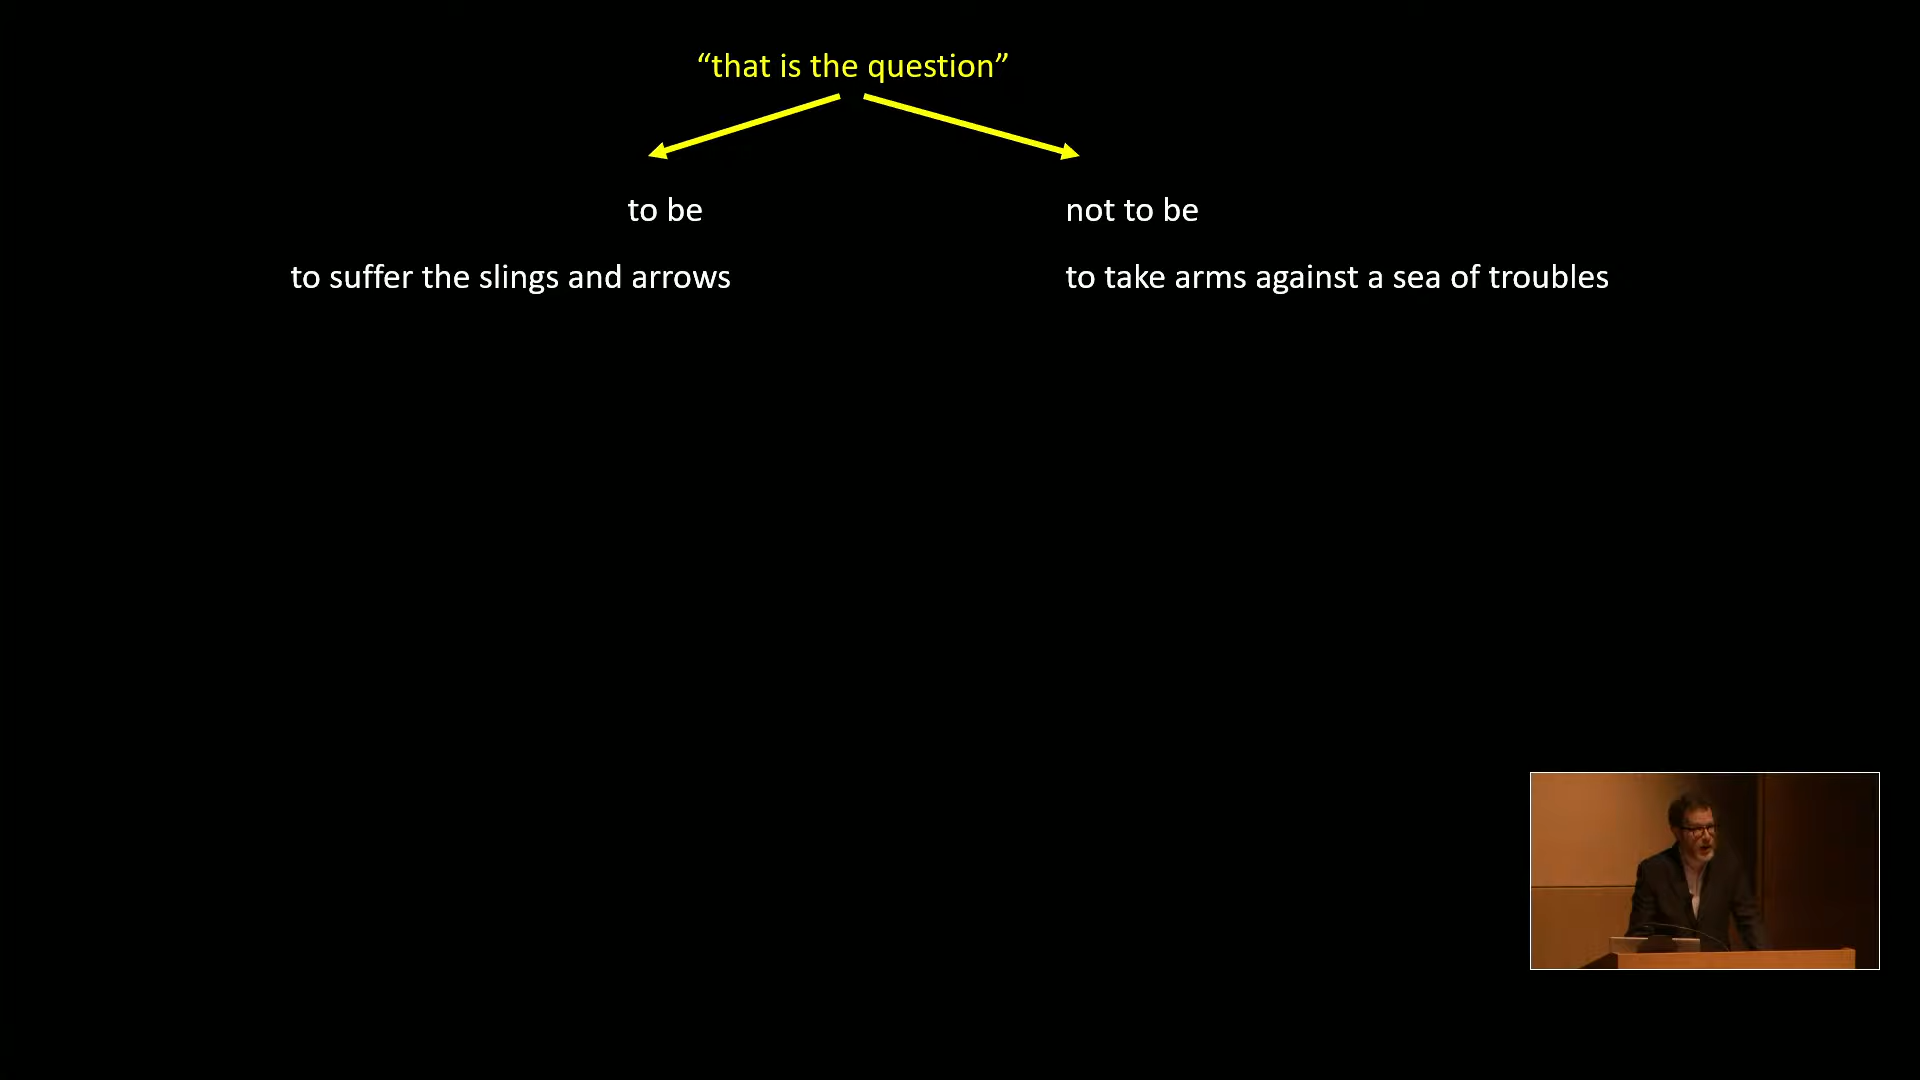 “that is the question”
to be
not to be
to suffer the slings and arrows
to take arms against a sea of troubles